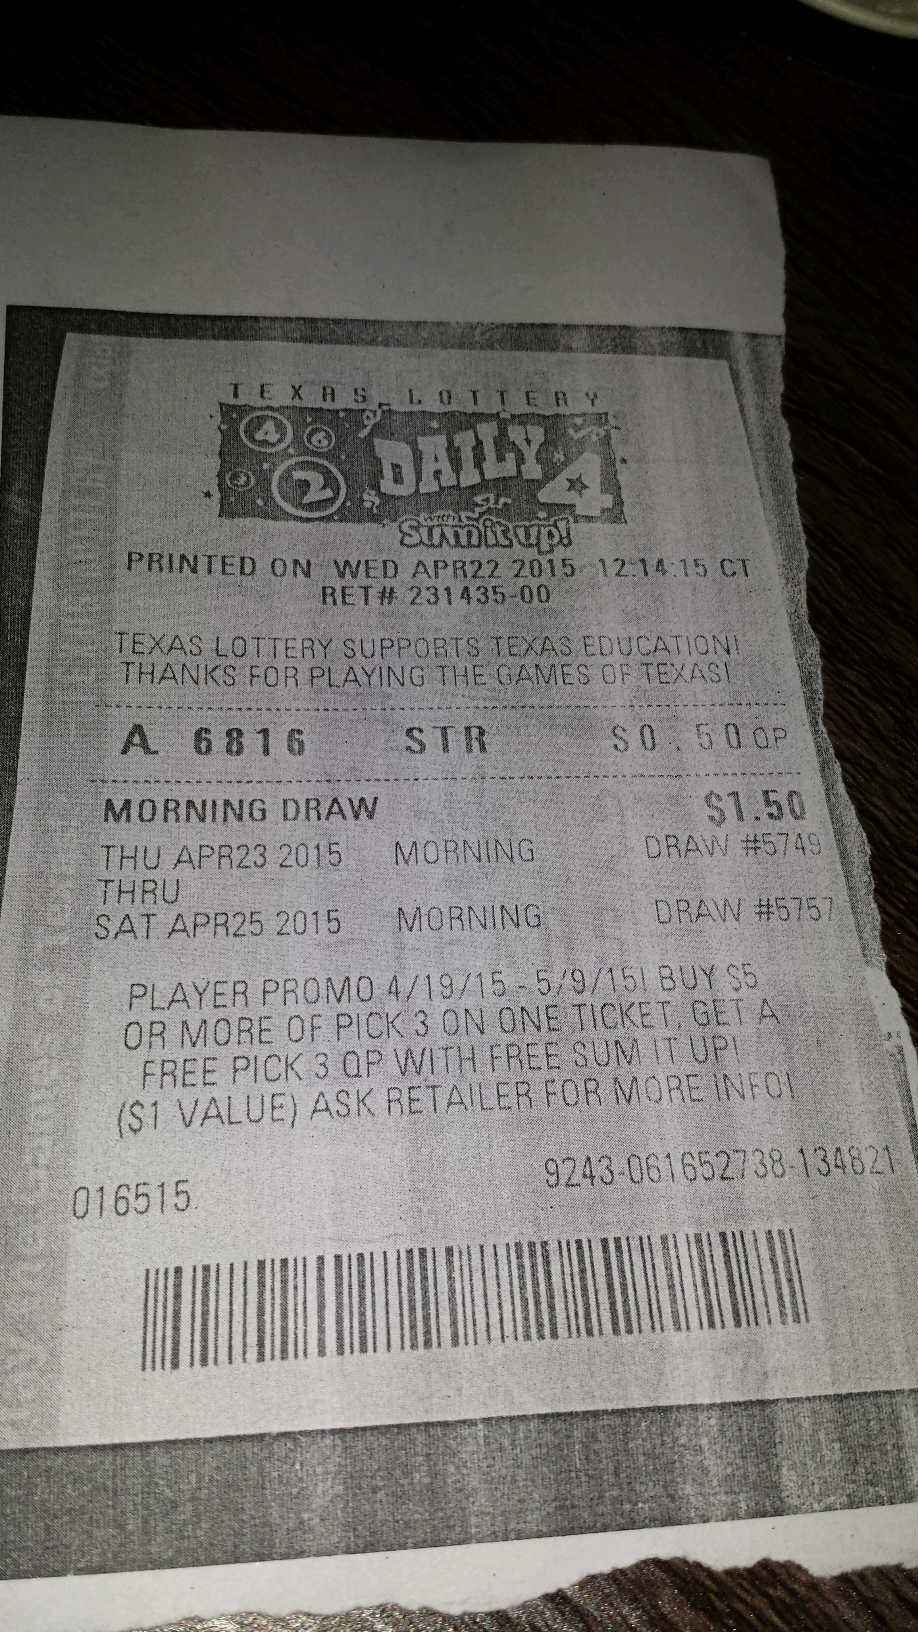 TEXAS LOTTERY
4 6 3 2
DAILY 4
with Sum it up!
PRINTED ON WED APR22 2015 12:14:15 CT
RET# 231435-00
TEXAS LOTTERY SUPPORTS TEXAS EDUCATION!
THANKS FOR PLAYING THE GAMES OF TEXAS!
A 6816 STR $0.50 QP
MORNING DRAW $1.50
THU APR23 2015 MORNING DRAW #5749
THRU
SAT APR25 2015 MORNING DRAW #5757
PLAYER PROMO 4/19/15 - 5/9/15! BUY $5
OR MORE OF PICK 3 ON ONE TICKET, GET A
FREE PICK 3 QP WITH FREE SUM IT UP!
($1 VALUE) ASK RETAILER FOR MORE INFO!
9243-061652738-134821
016515